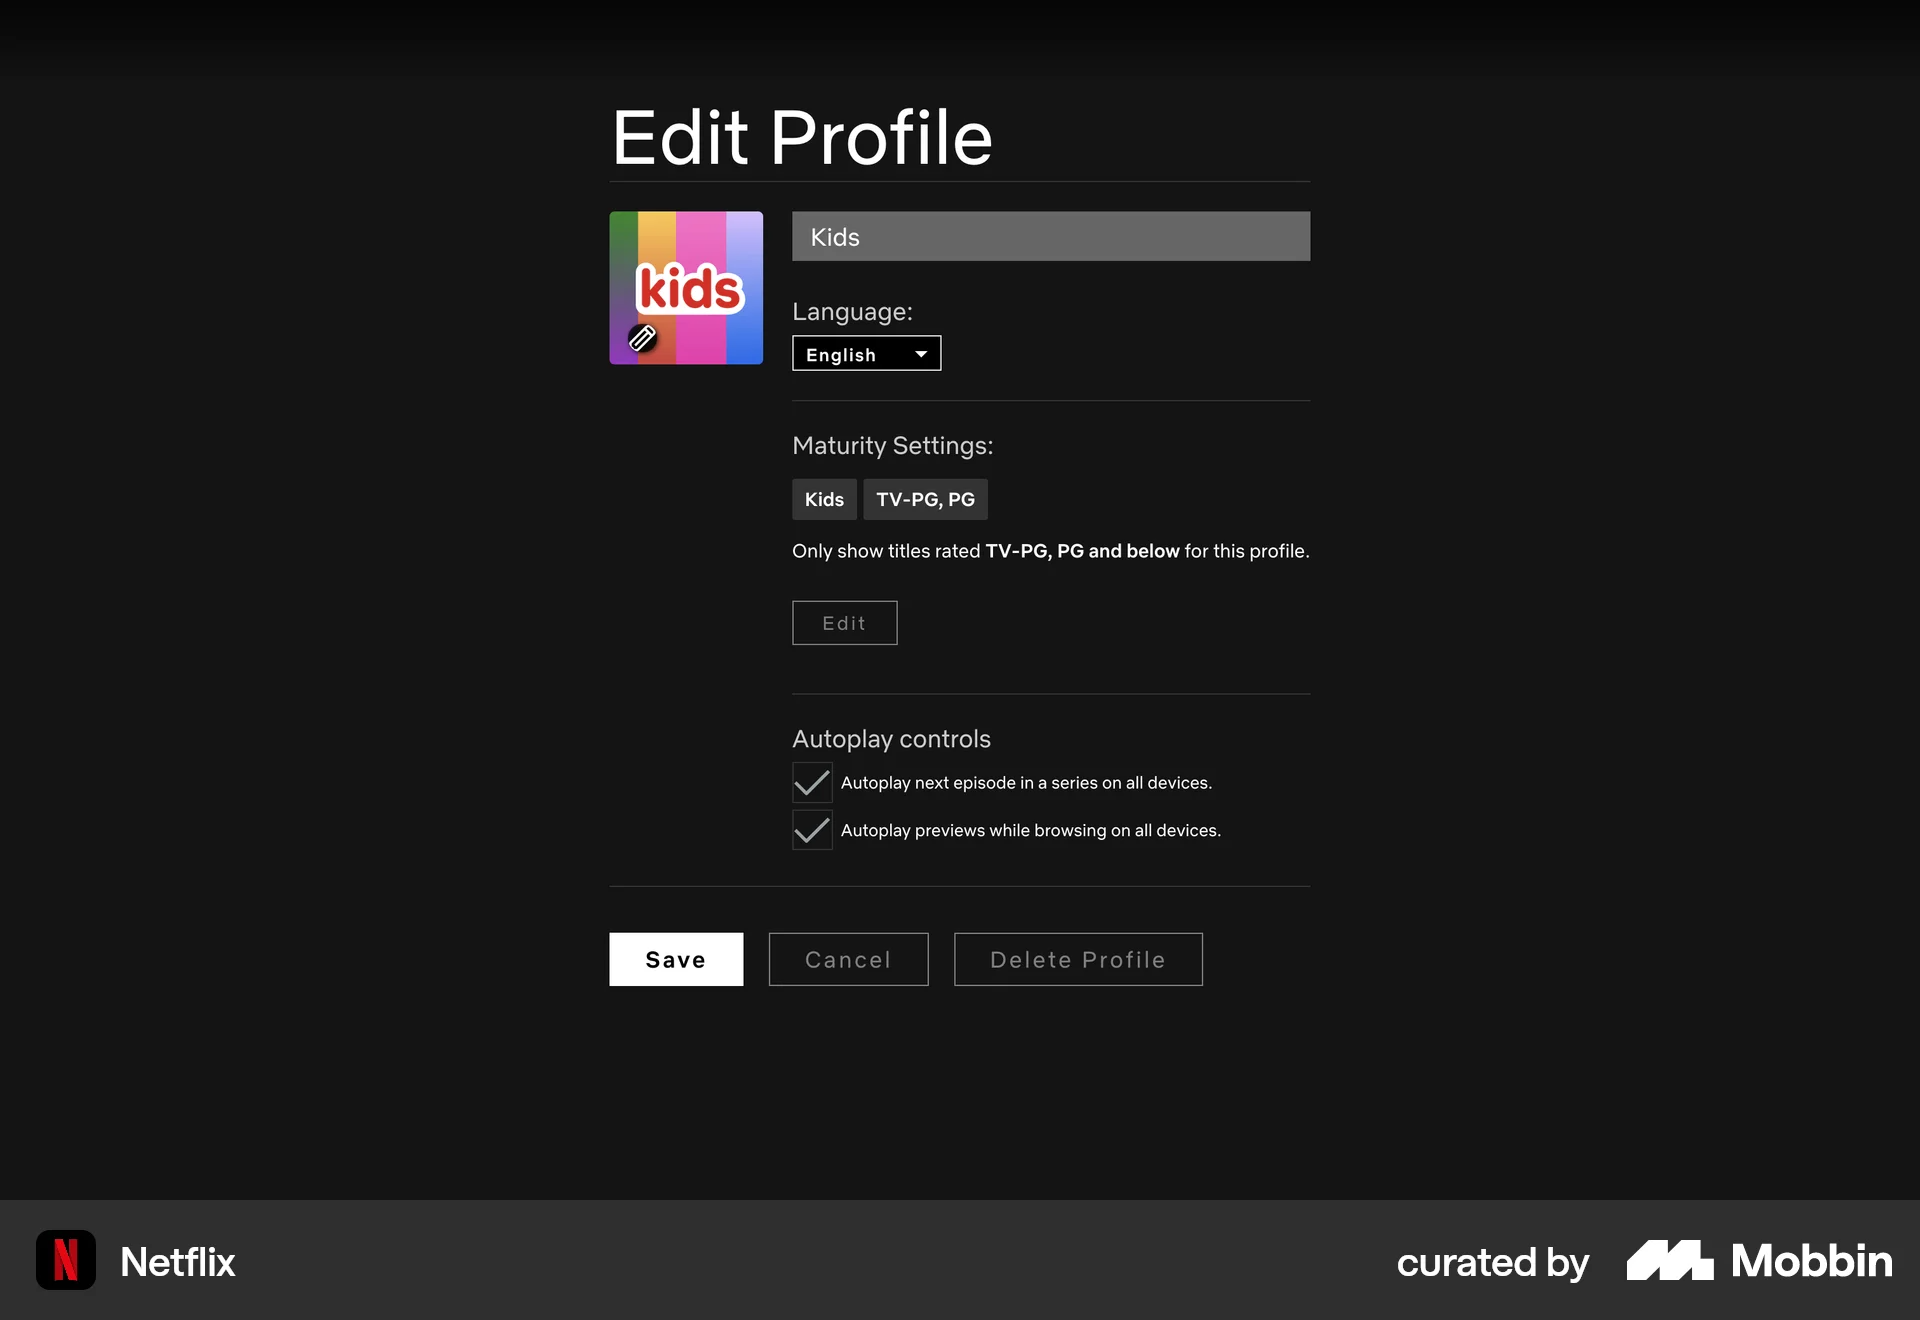 Edit Profile
kids
Kids
Language:
English
Maturity Settings:
Kids TV-PG, PG
Only show titles rated TV-PG, PG and below for this profile.
Edit
Autoplay controls
Autoplay next episode in a series on all devices.
Autoplay previews while browsing on all devices.
Save Cancel Delete Profile
N Netflix curated by Mobbin